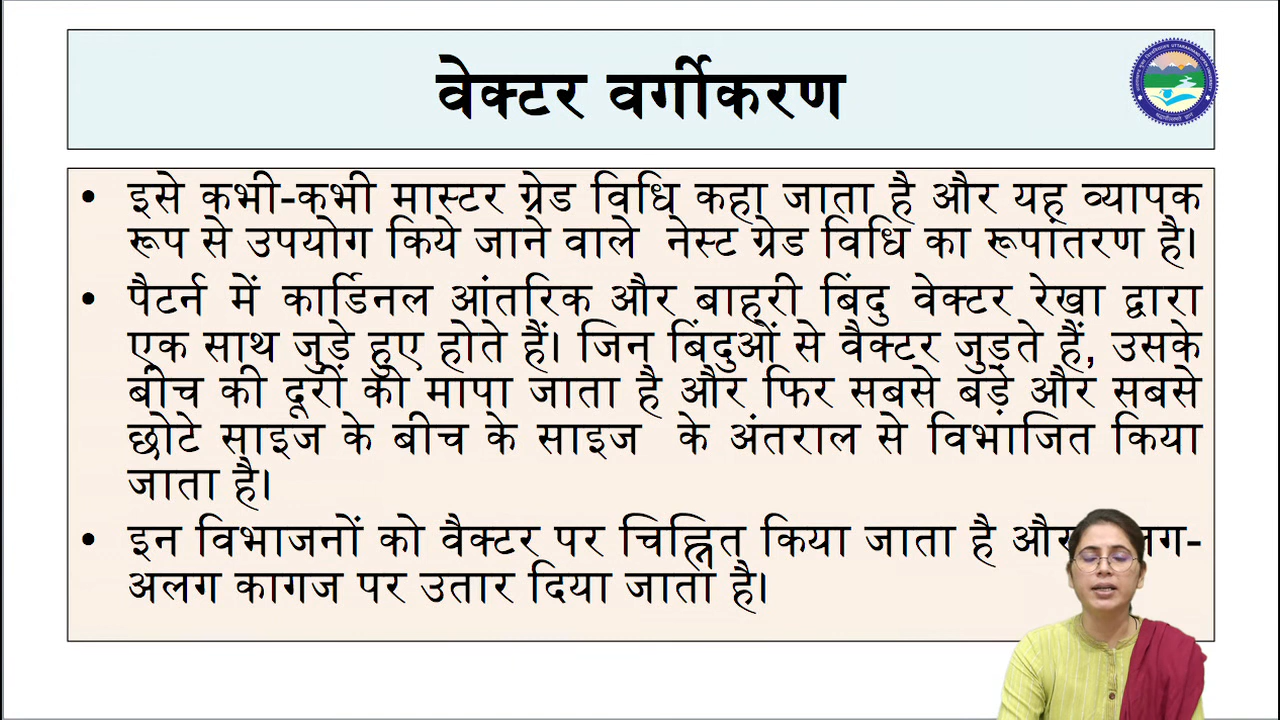 वेक्टर वर्गीकरण
• इसे कभी-कभी मास्टर ग्रेड विधि कहा जाता है और यह व्यापक
रूप से उपयोग किये जाने वाले नेस्ट ग्रेड विधि का रूपांतरण है।
• पैटर्न में कार्डिनल आंतरिक और बाहरी बिंदु वेक्टर रेखा द्वारा
एक साथ जुड़े हुए होते हैं। जिन बिंदुओं से वैक्टर जुड़ते हैं, उसके
बीच की दूरी को मापा जाता है और फिर सबसे बड़े और सबसे
छोटे साइज के बीच के साइज के अंतराल से विभाजित किया
जाता है।
• इन विभाजनों को वैक्टर पर चिह्नित किया जाता है और
अलग कागज पर उतार दिया जाता है।